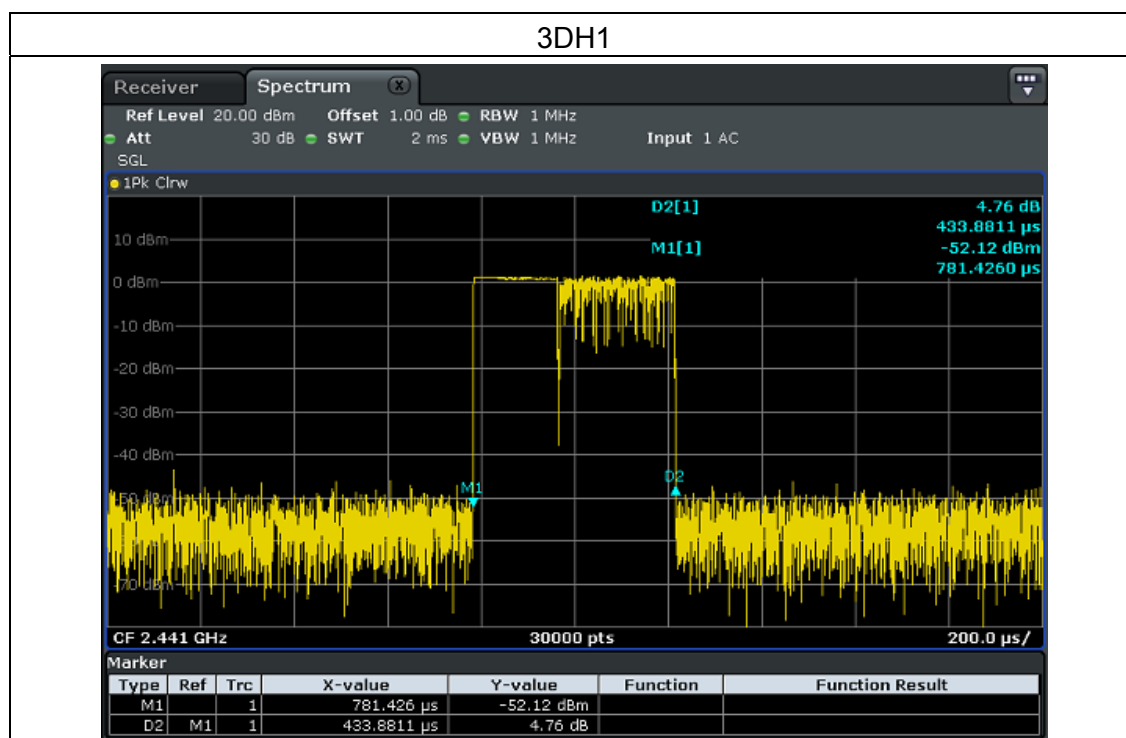 3DH1
Receiver Spectrum X
Ref Level 20.00 dBm Offset 1.00 dB RBW 1 MHz
Att 30 dB SWT 2 ms VBW 1 MHz Input 1 AC
SGL
1Pk Clrw
D2[1] 4.76 dB
433.8811 µs
10 dBm
M1[1] -52.12 dBm
781.4260 µs
0 dBm
-10 dBm
-20 dBm
-30 dBm
-40 dBm
D2
M1
-50 dBm
-70 dBm
CF 2.441 GHz 30000 pts 200.0 µs/
Marker
Type Ref Trc X-value Y-value Function Function Result
M1 1 781.426 µs -52.12 dBm
D2 M1 1 433.8811 µs 4.76 dB